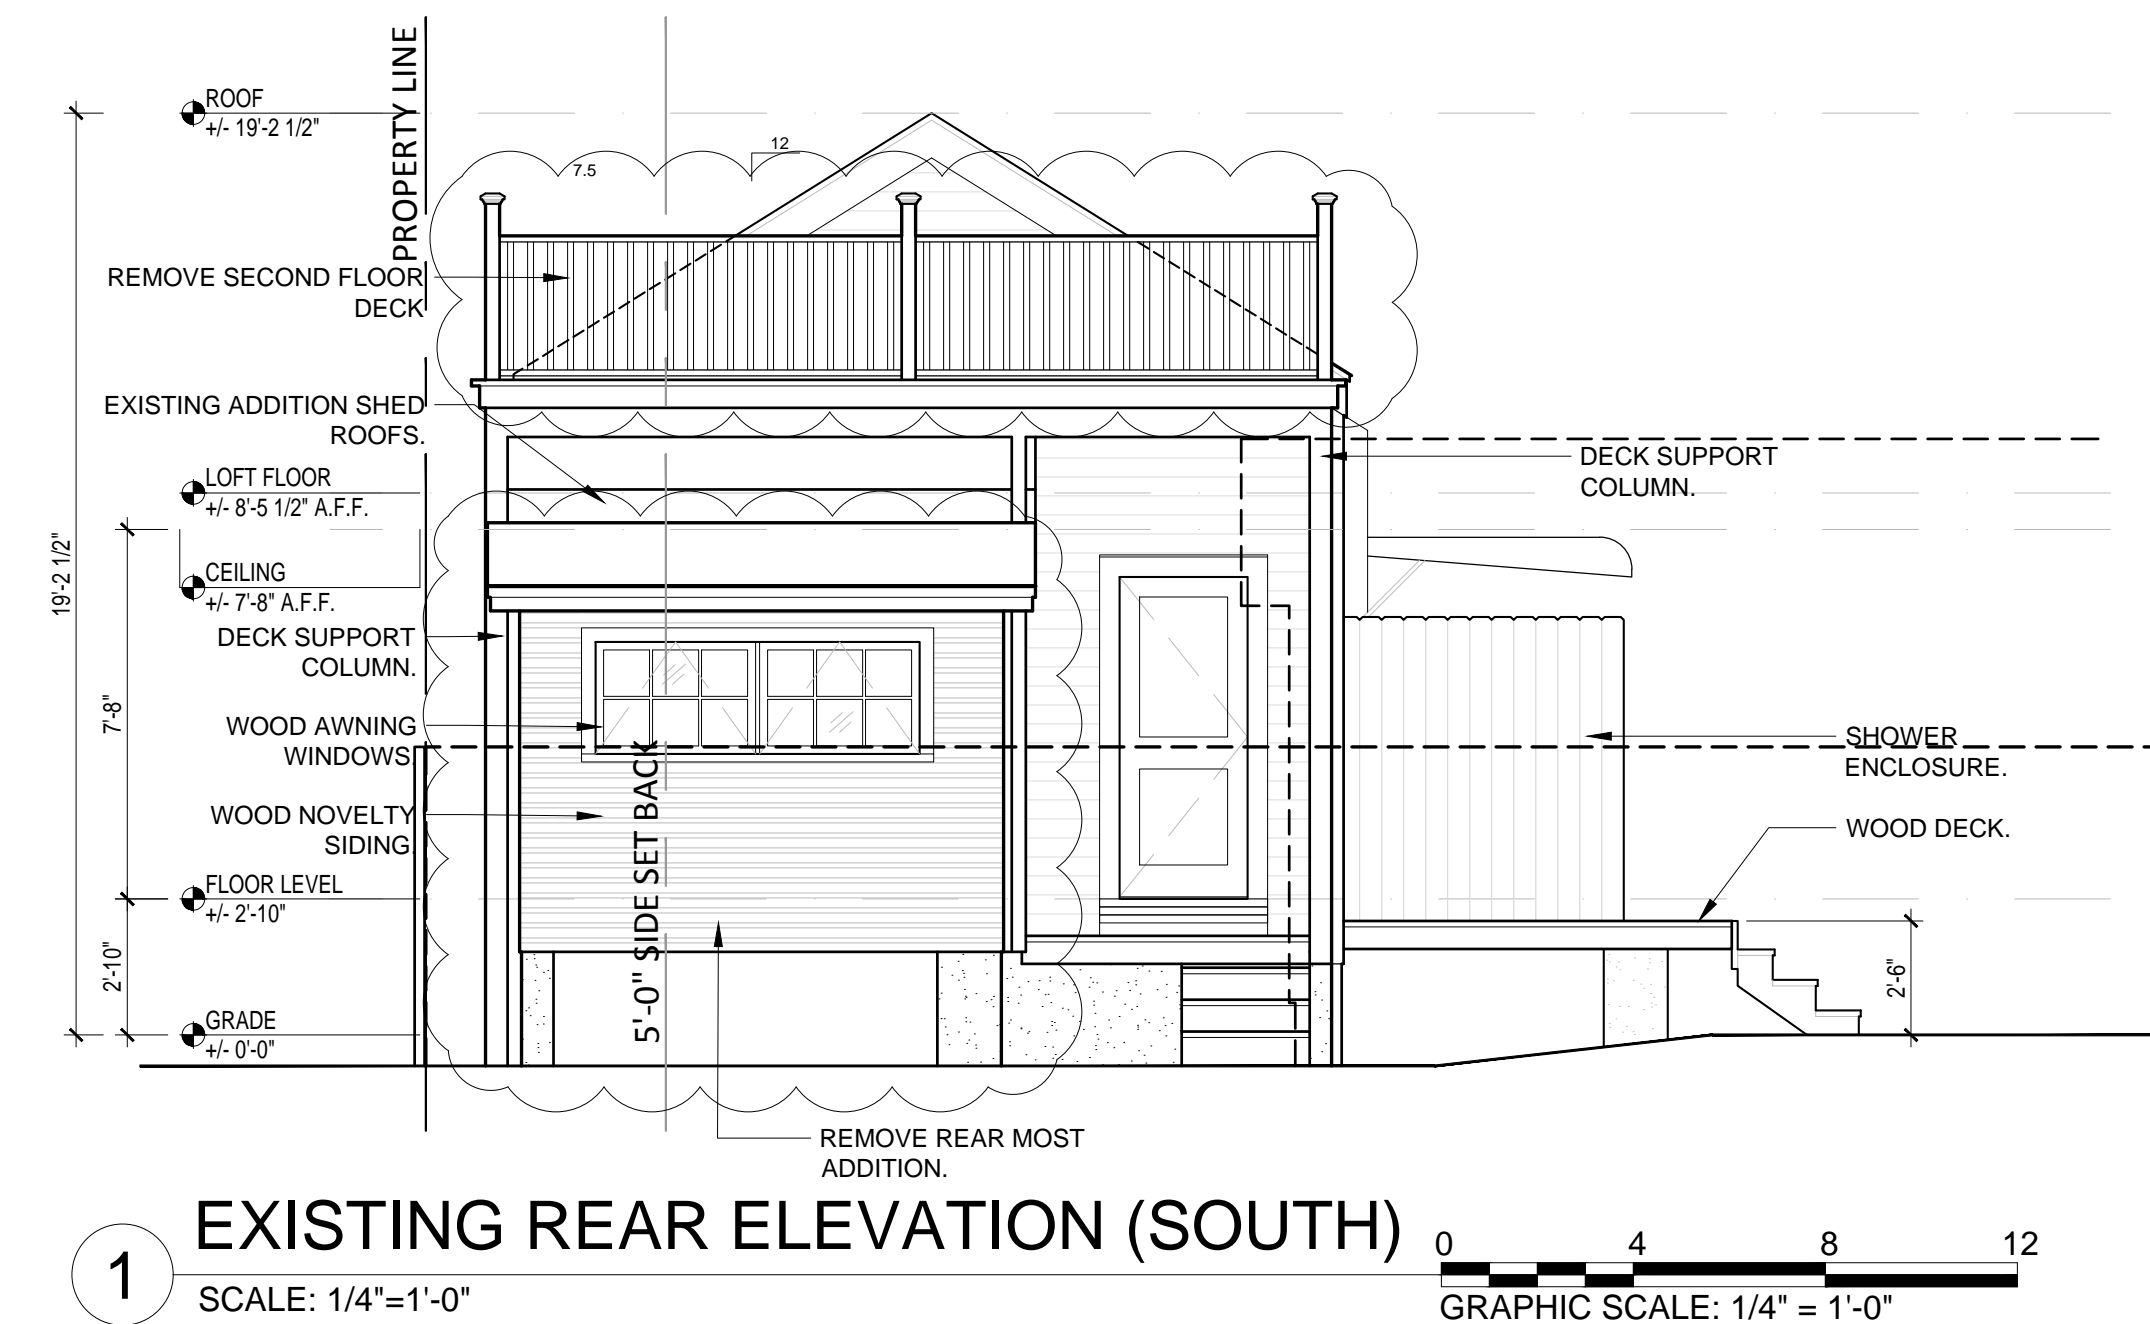 PROPERTY LINE
ROOF
+/- 19'-2 1/2"
12
7.5
REMOVE SECOND FLOOR
DECK
EXISTING ADDITION SHED
ROOFS.
DECK SUPPORT
COLUMN.
LOFT FLOOR
+/- 8'-5 1/2" A.F.F.
19'-2 1/2"
CEILING
+/- 7'-8" A.F.F.
DECK SUPPORT
COLUMN.
7'-8"
WOOD AWNING
WINDOWS.
SHOWER
ENCLOSURE.
WOOD NOVELTY
SIDING.
WOOD DECK.
5'-0" SIDE SET BACK
FLOOR LEVEL
+/- 2'-10"
2'-10"
2'-6"
GRADE
+/- 0'-0"
REMOVE REAR MOST
ADDITION.
1
EXISTING REAR ELEVATION (SOUTH)
SCALE: 1/4"=1'-0"
0 4 8 12
GRAPHIC SCALE: 1/4" = 1'-0"